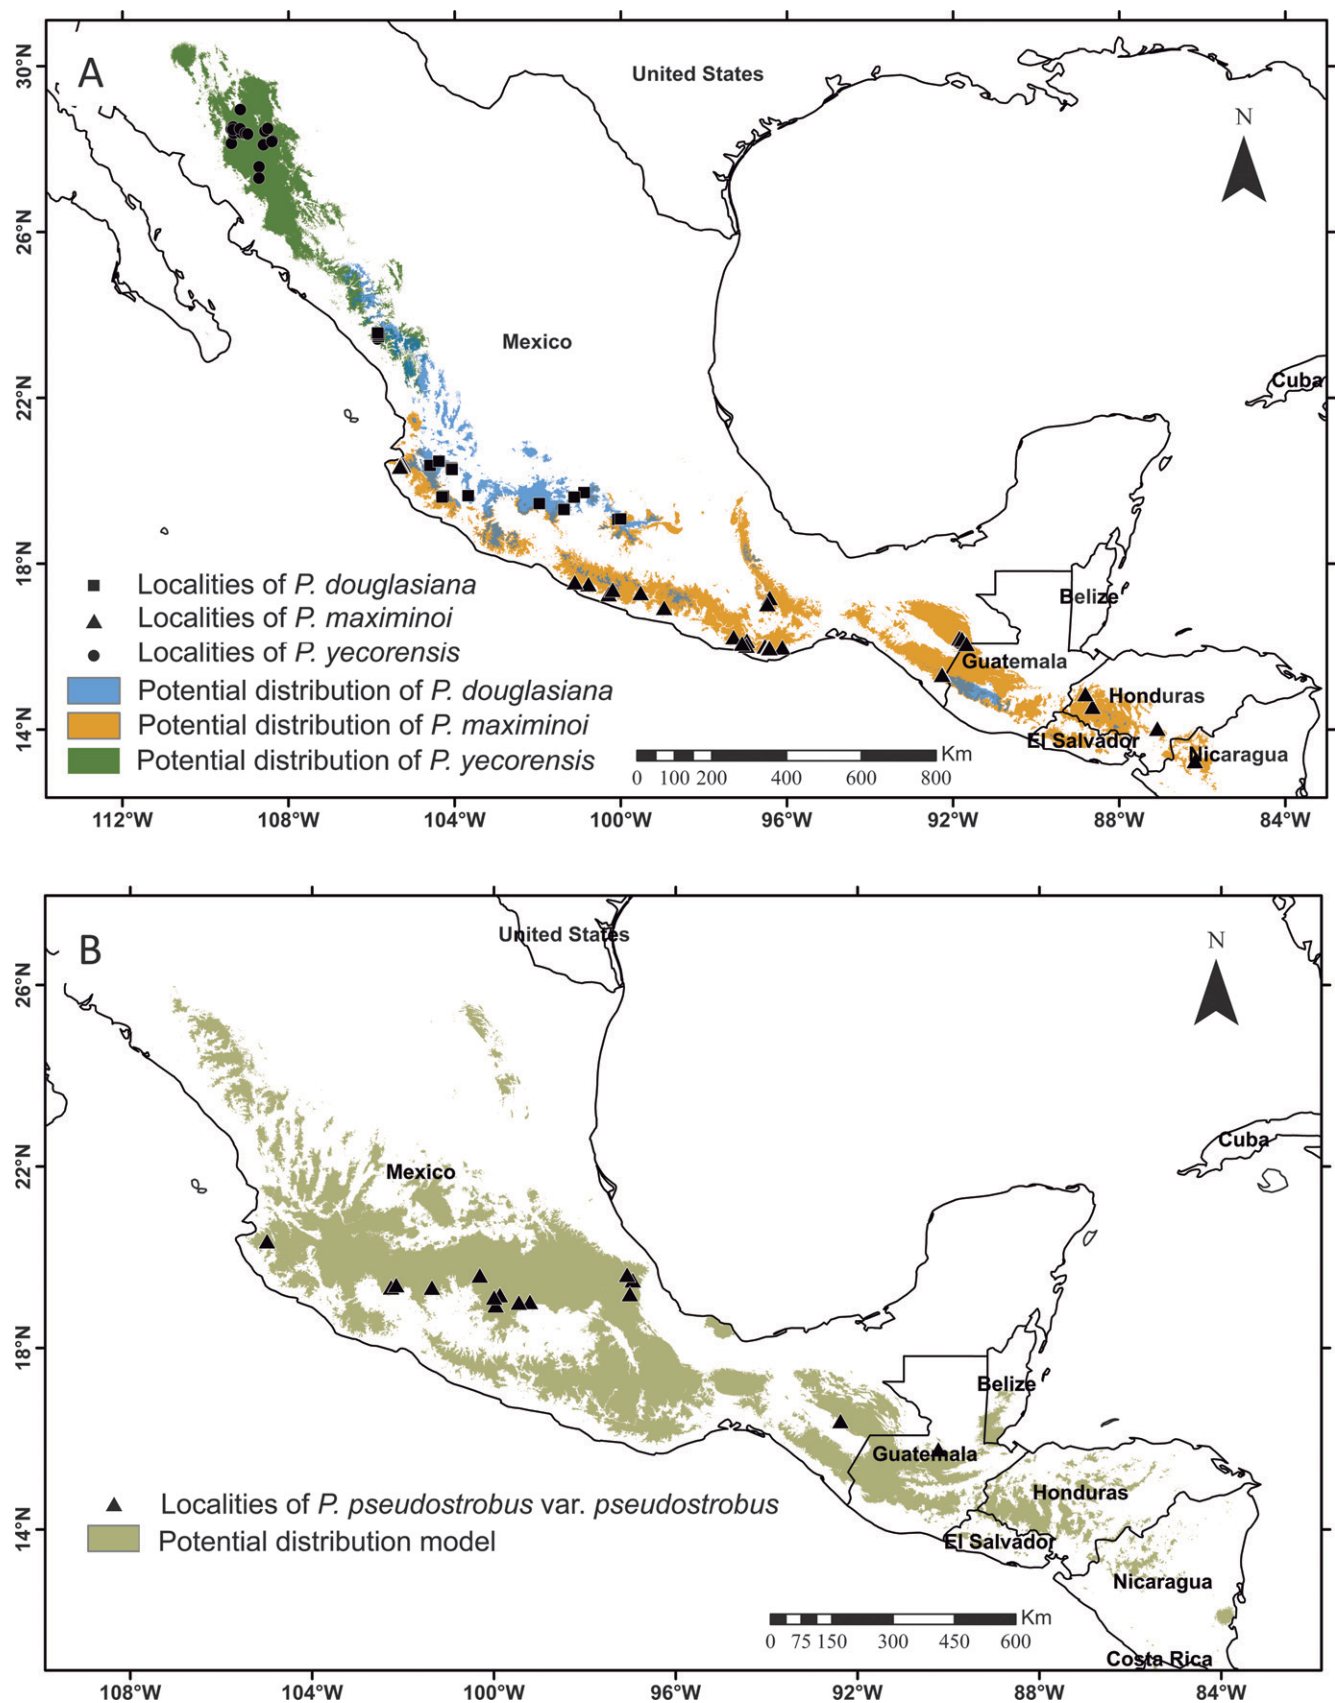 A
United States
N
30°N
26°N
22°N
18°N
14°N
Mexico
Cuba
Belize
Guatemala
Honduras
El Salvador
Nicaragua
Localities of P. douglasiana
Localities of P. maximinoi
Localities of P. yecorensis
Potential distribution of P. douglasiana
Potential distribution of P. maximinoi
Potential distribution of P. yecorensis
Km
0 100 200 400 600 800
112°W 108°W 104°W 100°W 96°W 92°W 88°W 84°W
B
United States
N
26°N
22°N
18°N
14°N
Mexico
Cuba
Belize
Guatemala
Honduras
El Salvador
Nicaragua
Costa Rica
Localities of P. pseudostrobus var. pseudostrobus
Potential distribution model
Km
0 75 150 300 450 600
108°W 104°W 100°W 96°W 92°W 88°W 84°W